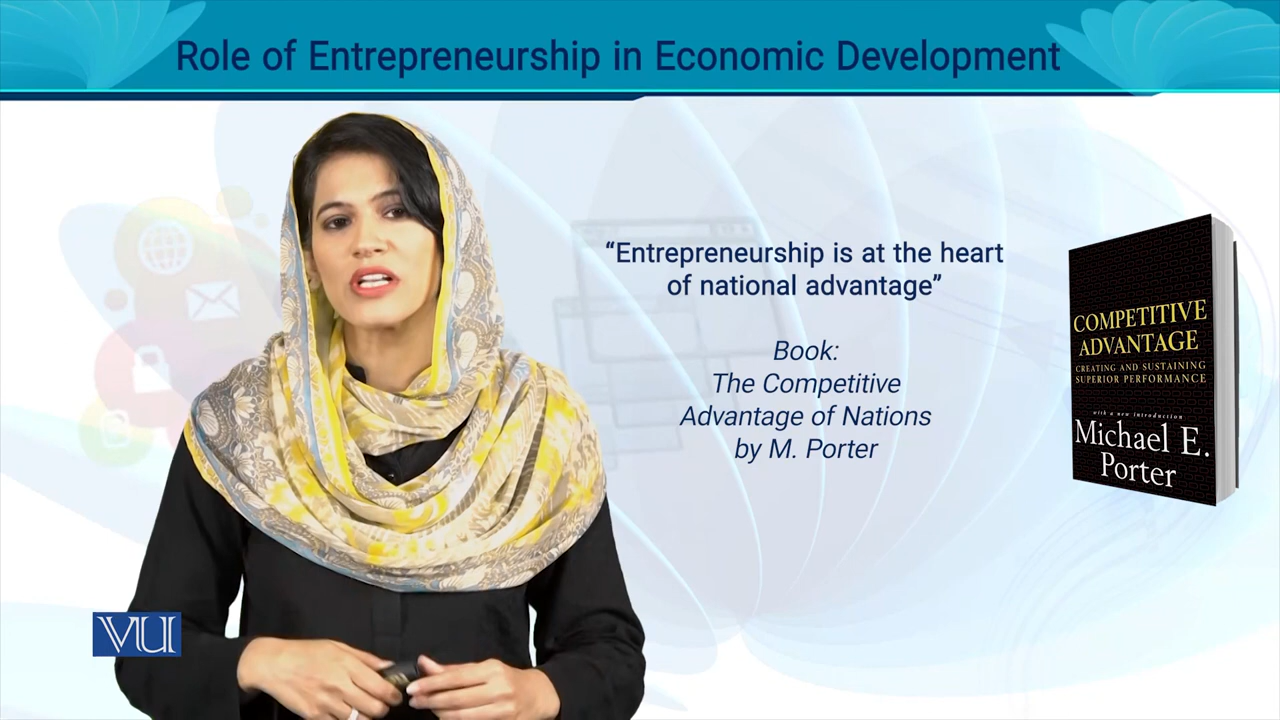 Role of Entrepreneurship in Economic Development
“Entrepreneurship is at the heart
of national advantage”
Book:
The Competitive
Advantage of Nations
by M. Porter
COMPETITIVE
ADVANTAGE
CREATING AND SUSTAINING
SUPERIOR PERFORMANCE
with a new introduction
Michael E.
Porter
VU